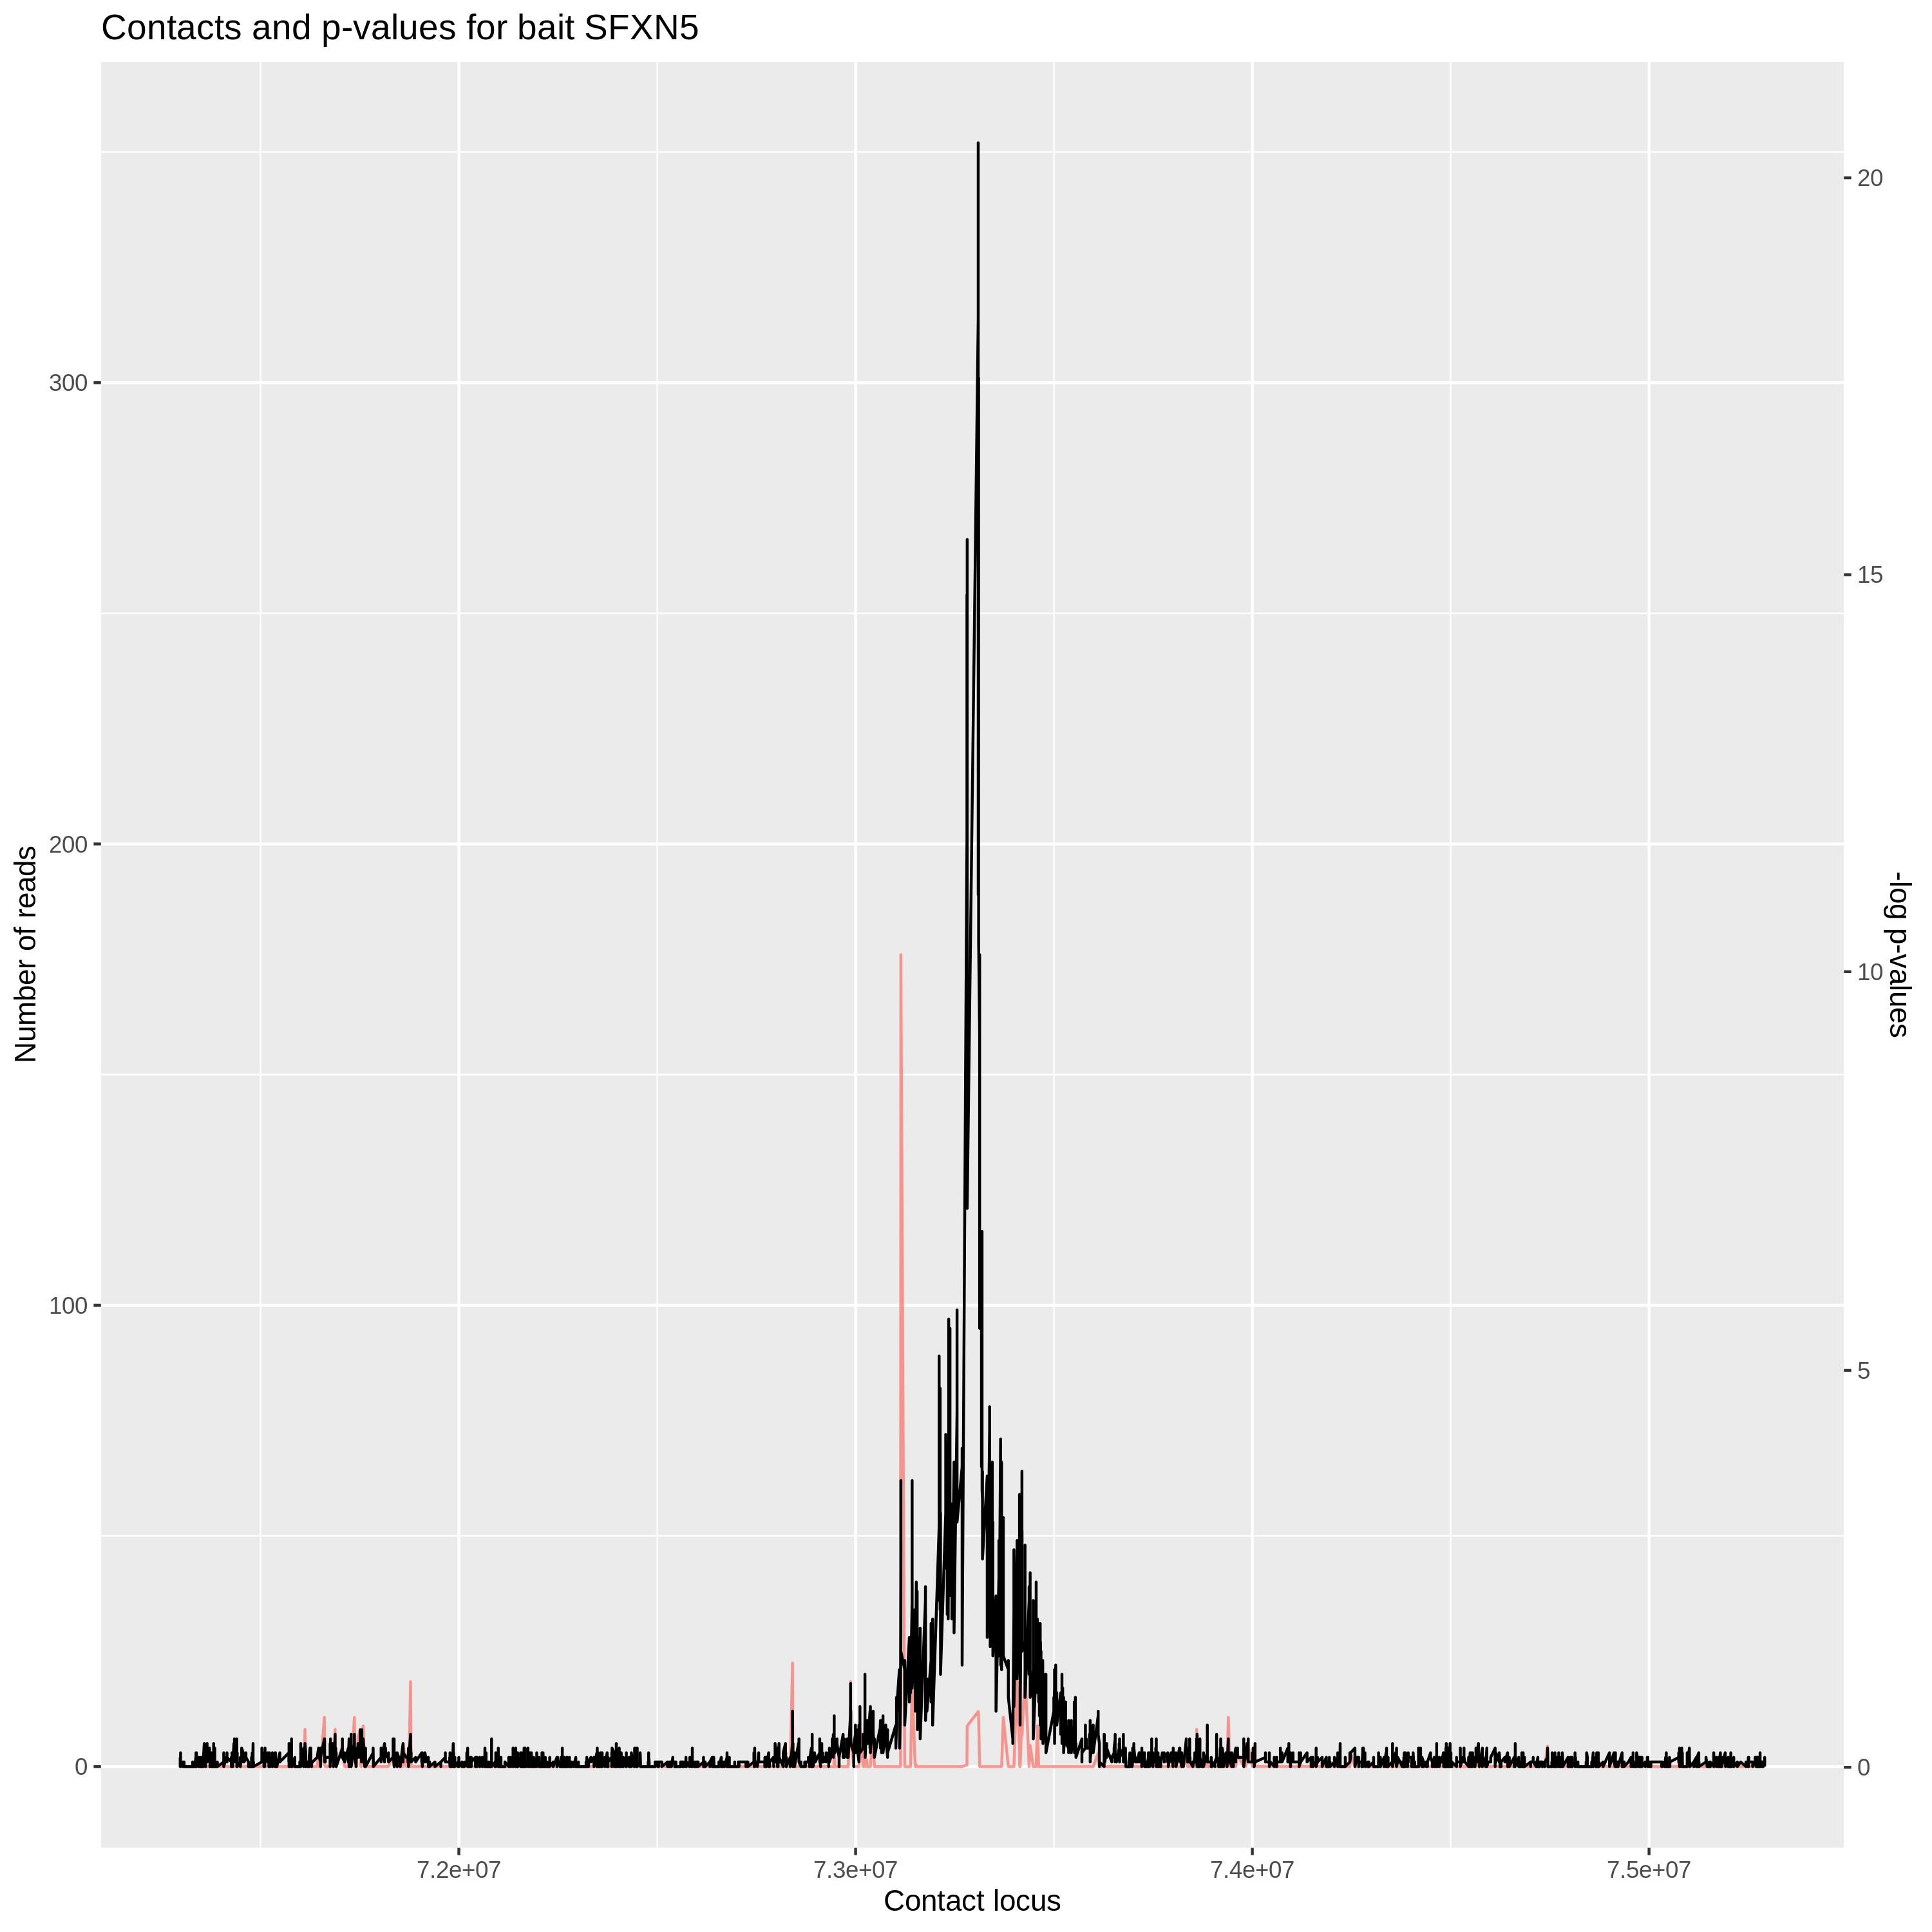 Contacts and p-values for bait SFXN5
Number of reads
300
200
100
0
20
15
10
5
0
-log p-values
7.2e+07
7.3e+07
7.4e+07
7.5e+07
Contact locus